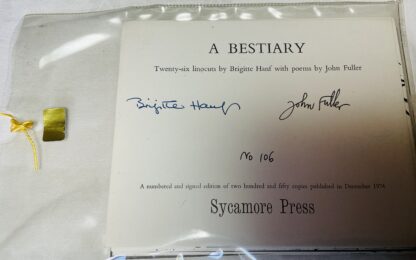 A BESTIARY
Twenty-six linocuts by Brigitte Hanf with poems by John Fuller
Brigitte Hanf John Fuller
No 106
A numbered and signed edition of two hundred and fifty copies published in December 1974
Sycamore Press